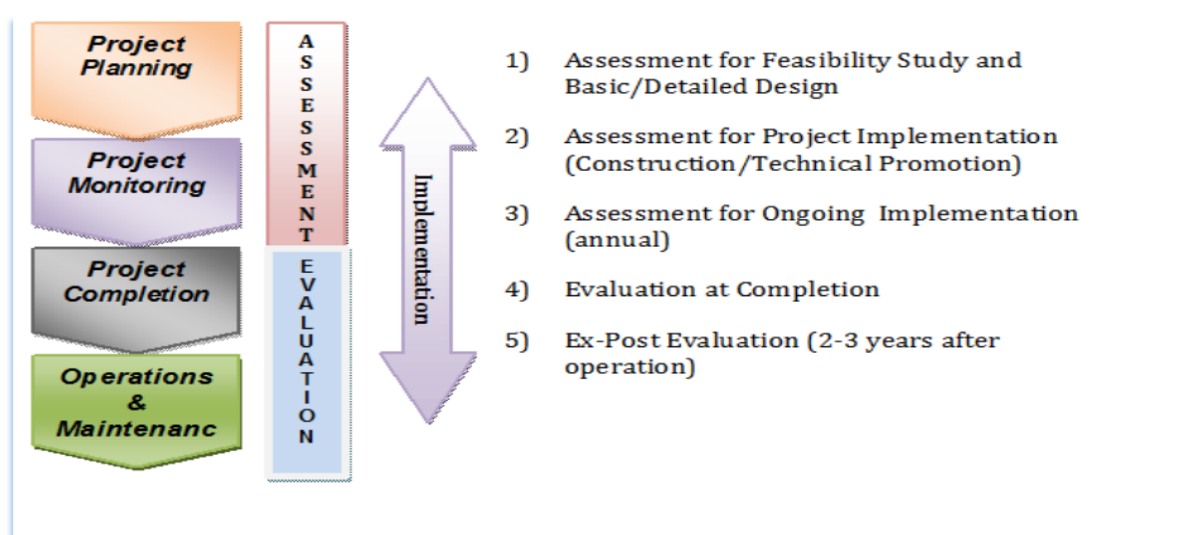 Project
Planning
Project
Monitoring
Project
Completion
Operations
&
Maintenanc
ASSESSMENT
EVALUATION
Implementation
1) Assessment for Feasibility Study and
Basic/Detailed Design
2) Assessment for Project Implementation
(Construction/Technical Promotion)
3) Assessment for Ongoing Implementation
(annual)
4) Evaluation at Completion
5) Ex-Post Evaluation (2-3 years after
operation)